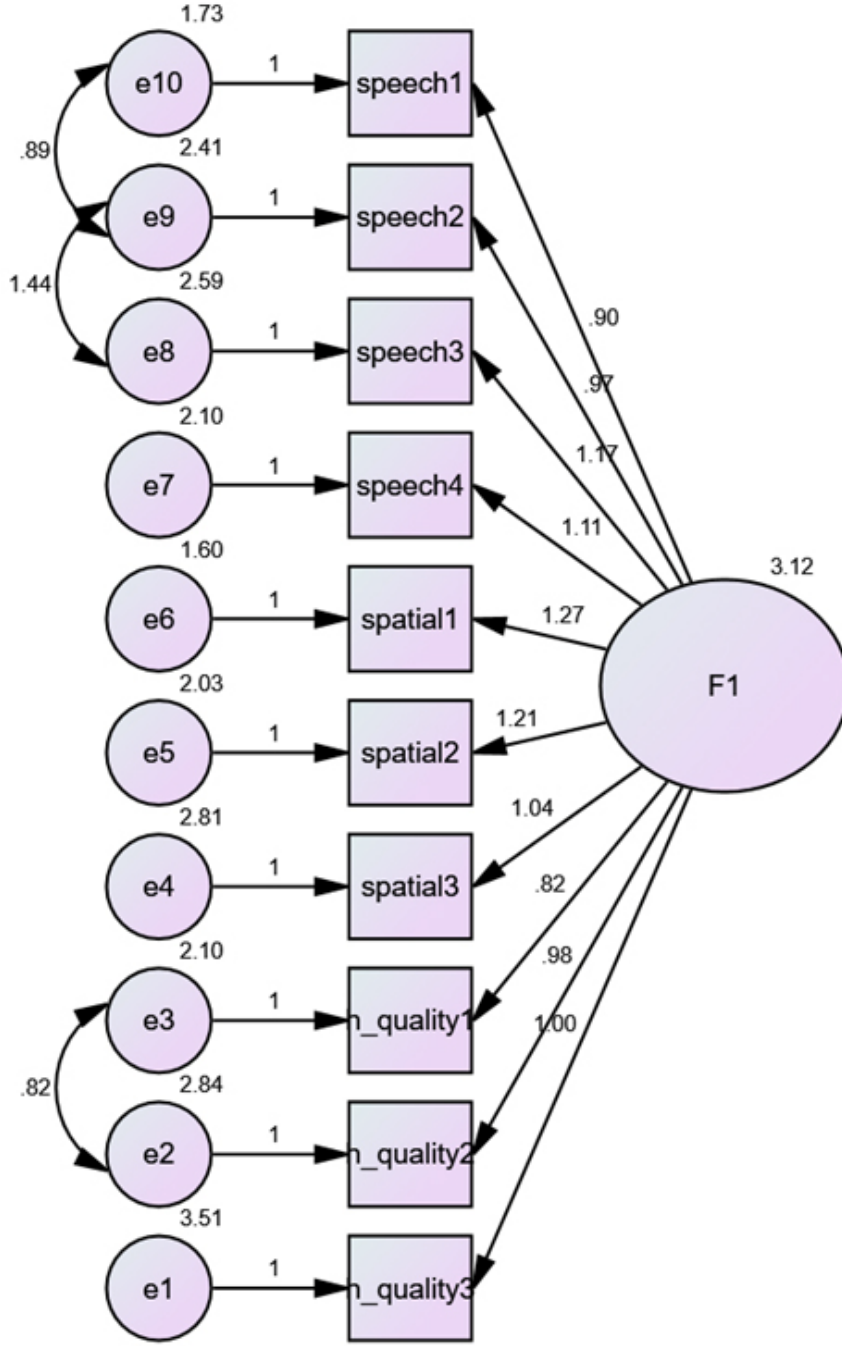 1.73
e10
1
speech1
.89
2.41
e9
1
speech2
1.44
2.59
e8
1
speech3
2.10
e7
1
speech4
1.60
e6
1
spatial1
2.03
e5
1
spatial2
2.81
e4
1
spatial3
2.10
e3
1
n_quality1
.82
2.84
e2
1
n_quality2
3.51
e1
1
n_quality3
.90
.97
1.17
1.11
1.27
1.21
1.04
.82
.98
1.00
3.12
F1